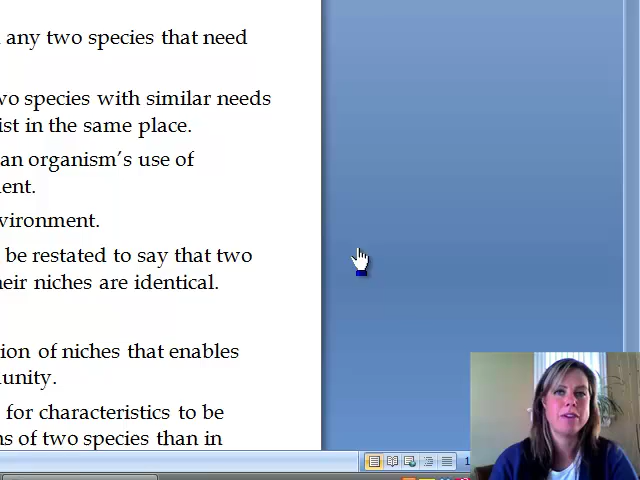 any two species that need
wo species with similar needs
ist in the same place.
an organism's use of
ent.
vironment.
be restated to say that two
eir niches are identical.
ion of niches that enables
unity.
for characteristics to be
ns of two species than in